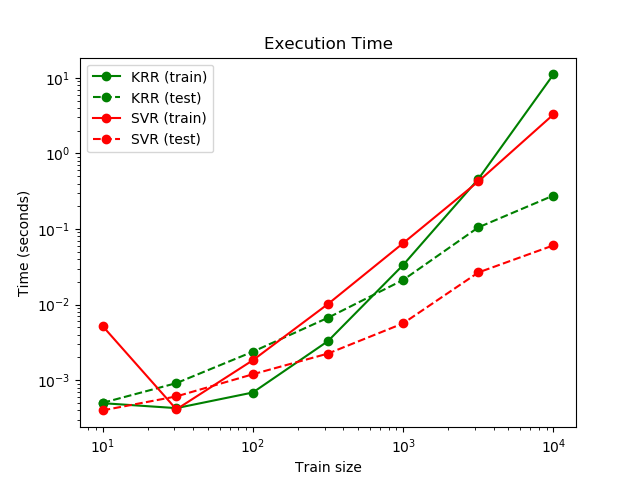 Execution Time
KRR (train)
KRR (test)
SVR (train)
SVR (test)
10¹
10⁰
10⁻¹
10⁻²
10⁻³
Time (seconds)
10¹ 10² 10³ 10⁴
Train size